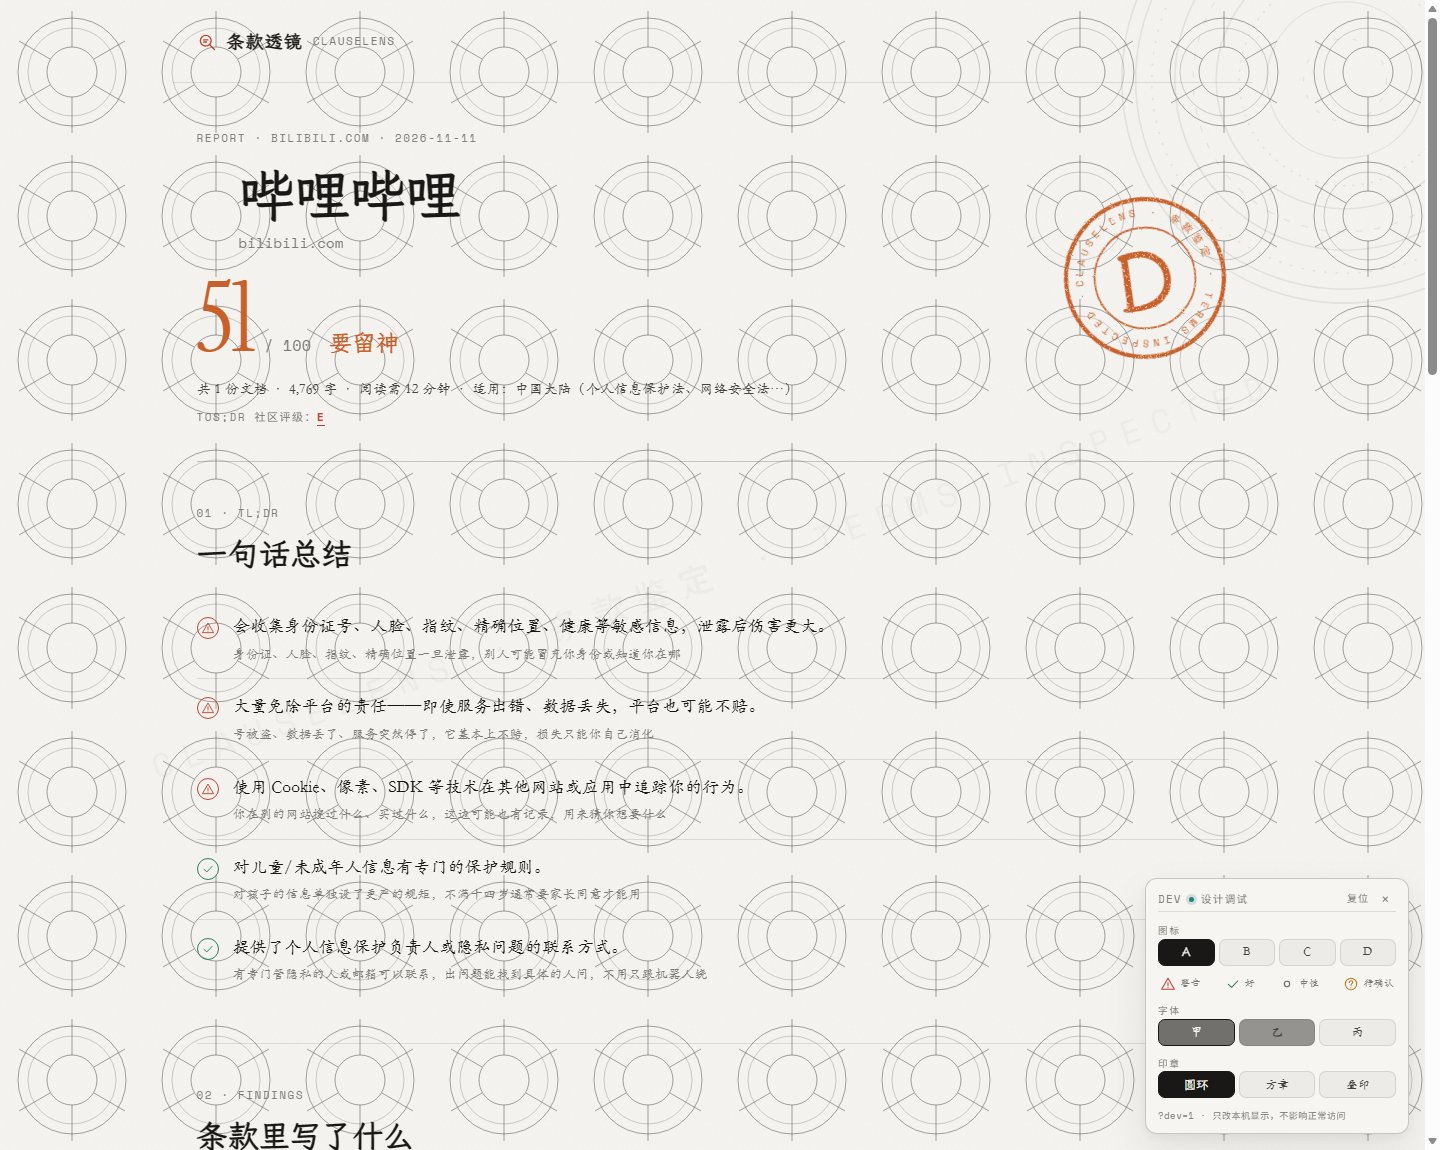 条款透镜 CLAUSELENS
REPORT · BILIBILI.COM · 2026-11-11
哔哩哔哩
bilibili.com
CLAUSELENS · 条款鉴定 · TERMS INSPECTED ·
D
51 / 100 要留神
共 1 份文档 · 4,769 字 · 阅读需 12 分钟 · 适用：中国大陆（个人信息保护法、网络安全法…）
TOS;DR 社区评级: E
CLAUSELENS · 条款鉴定 · TERMS INSPECTED
01 · TL;DR
一句话总结
会收集身份证号、人脸、指纹、精确位置、健康等敏感信息，泄露后伤害更大。
身份证、人脸、指纹、精确位置一旦泄露，别人可能冒充你身份或知道你在哪
大量免除平台的责任——即使服务出错、数据丢失，平台也可能不赔。
号被盗、数据丢了、服务突然停了，它基本上不赔，损失只能你自己消化
使用 Cookie、像素、SDK 等技术在其他网站或应用中追踪你的行为。
你在别的网站搜过什么、买过什么，这边可能也有记录，用来猜你想要什么
对儿童/未成年人信息有专门的保护规则。
对孩子的信息单独设了更严的规矩，不满十四岁通常要家长同意才能用
提供了个人信息保护负责人或隐私问题的联系方式。
有专门管隐私的人或邮箱可以联系，出问题能找到具体的人问，不用只跟机器人绕
02 · FINDINGS
条款里写了什么
DEV 设计调试 复位 ×
图标
A B C D
警告 好 中性 待确认
字体
甲 乙 丙
印章
圆环 方章 叠印
?dev=1 · 只改本机显示，不影响正常访问